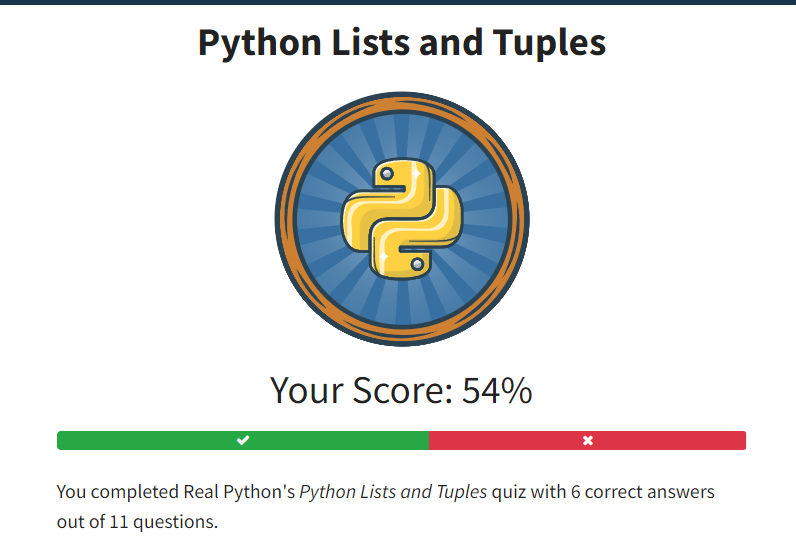 Python Lists and Tuples
Your Score: 54%
You completed Real Python's Python Lists and Tuples quiz with 6 correct answers
out of 11 questions.